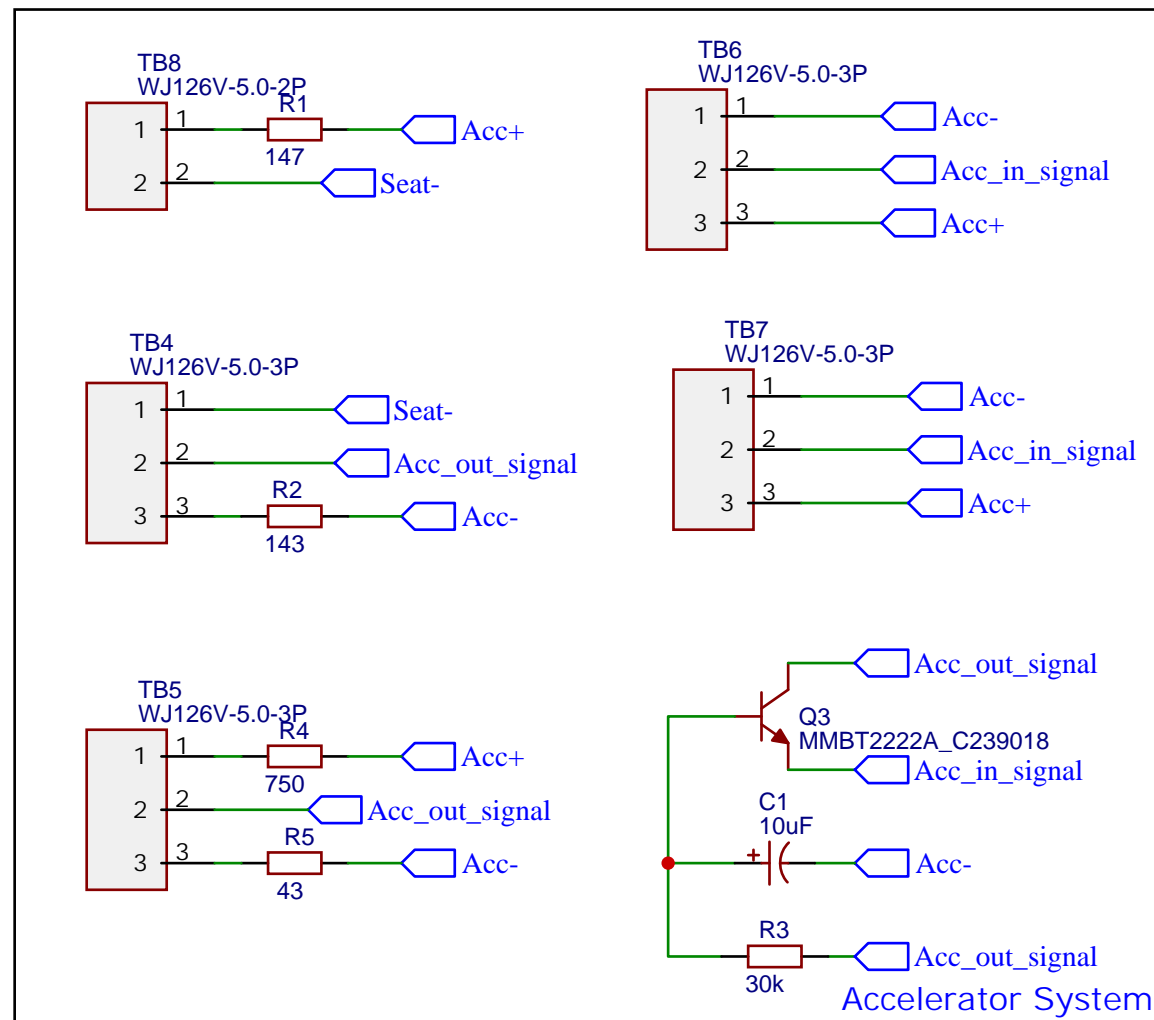 TB8
WJ126V-5.0-2P
R1
1 1 Acc+
147
2 2 Seat-
TB6
WJ126V-5.0-3P
1 1 Acc-
2 2 Acc_in_signal
3 3 Acc+
TB4
WJ126V-5.0-3P
1 1 Seat-
2 2 Acc_out_signal
R2
3 3 Acc-
143
TB7
WJ126V-5.0-3P
1 1 Acc-
2 2 Acc_in_signal
3 3 Acc+
TB5
WJ126V-5.0-3P
R4
1 1 Acc+
750
2 2 Acc_out_signal
R5
3 3 Acc-
43
Acc_out_signal
Q3
MMBT2222A_C239018
Acc_in_signal
C1
10uF
+ Acc-
R3
Acc_out_signal
30k
Accelerator System